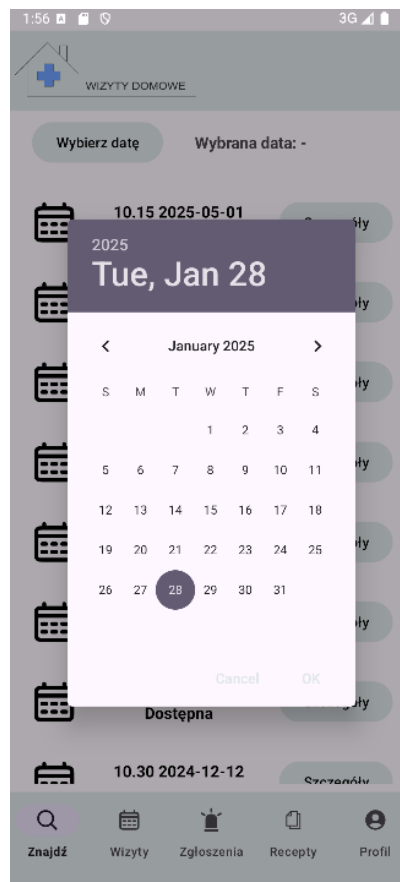 1:56
3G
WIZYTY DOMOWE
Wybierz datę
Wybrana data: -
10.15 2025-05-01
2025
Tue, Jan 28
January 2025
S M T W T F S
1 2 3 4
5 6 7 8 9 10 11
12 13 14 15 16 17 18
19 20 21 22 23 24 25
26 27 28 29 30 31
Cancel OK
Dostępna
10.30 2024-12-12
Szczegóły
Znajdź Wizyty Zgłoszenia Recepty Profil